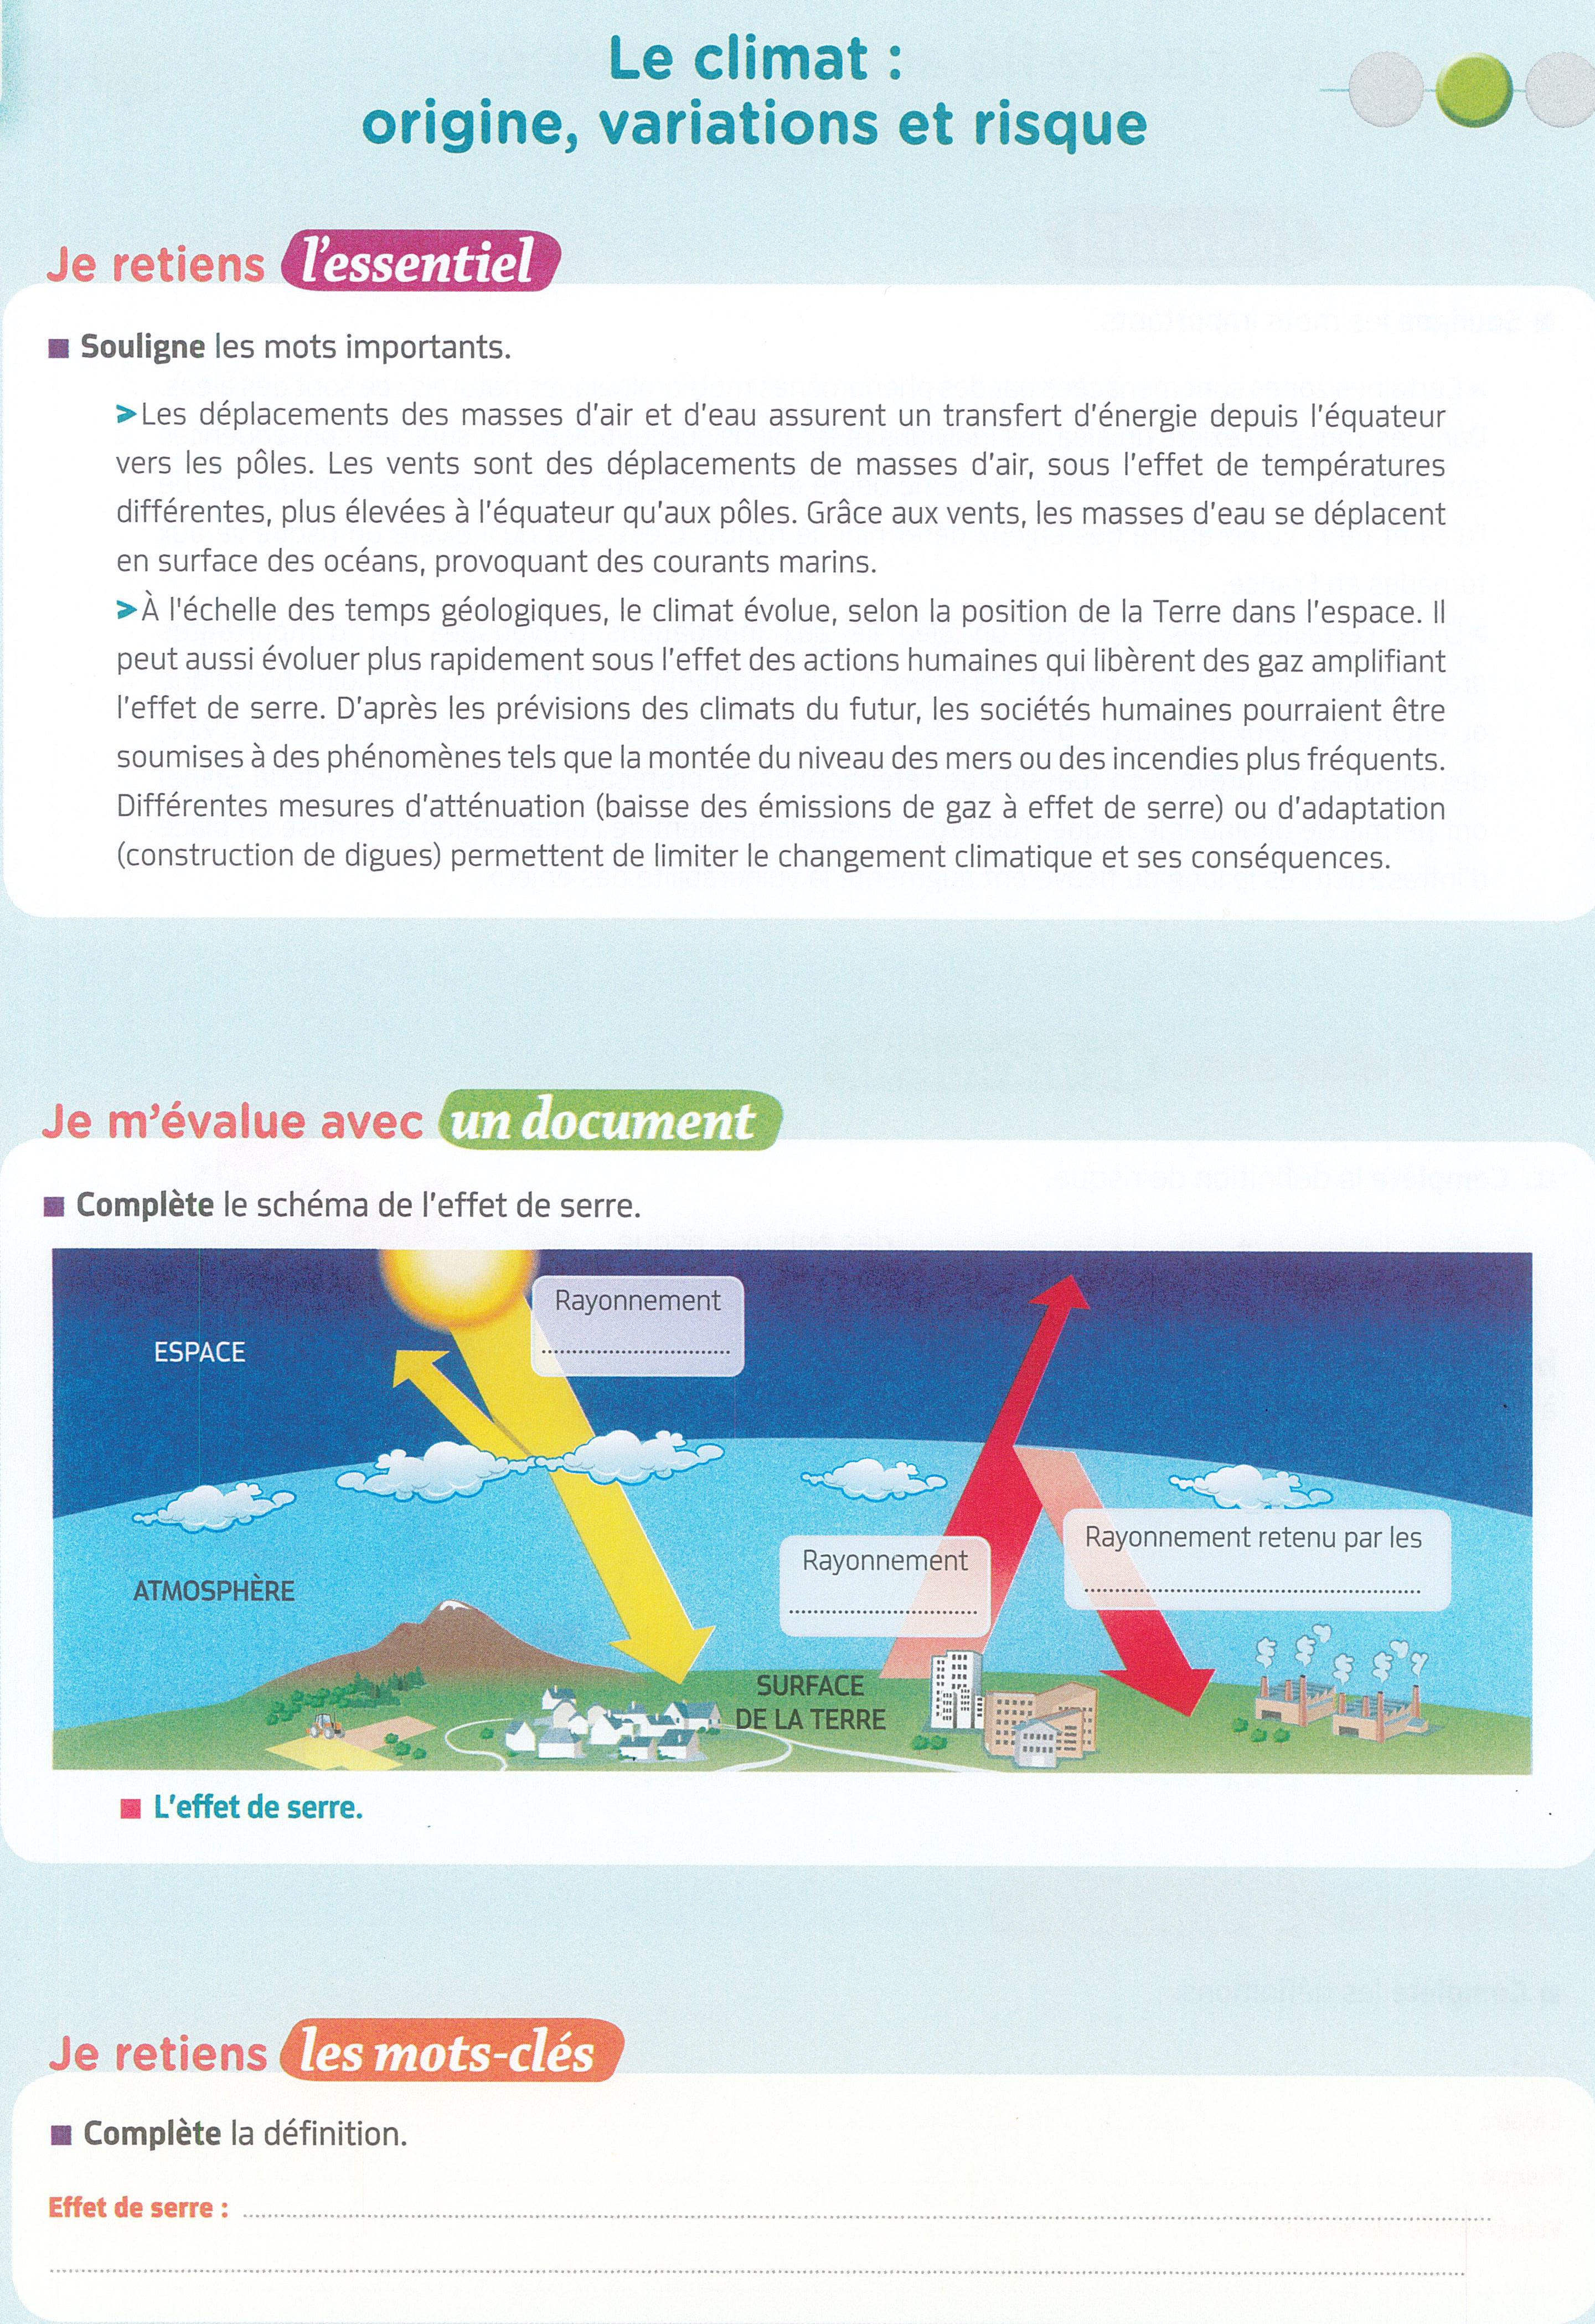 Le climat :
origine, variations et risque
Je retiens l'essentiel
Souligne les mots importants.
> Les déplacements des masses d'air et d'eau assurent un transfert d'énergie depuis l'équateur
vers les pôles. Les vents sont des déplacements de masses d'air, sous l'effet de températures
différentes, plus élevées à l'équateur qu'aux pôles. Grâce aux vents, les masses d'eau se déplacent
en surface des océans, provoquant des courants marins.
> À l'échelle des temps géologiques, le climat évolue, selon la position de la Terre dans l'espace. Il
peut aussi évoluer plus rapidement sous l'effet des actions humaines qui libèrent des gaz amplifiant
l'effet de serre. D'après les prévisions des climats du futur, les sociétés humaines pourraient être
soumises à des phénomènes tels que la montée du niveau des mers ou des incendies plus fréquents.
Différentes mesures d'atténuation (baisse des émissions de gaz à effet de serre) ou d'adaptation
(construction de digues) permettent de limiter le changement climatique et ses conséquences.
Je m'évalue avec un document
Complète le schéma de l'effet de serre.
Rayonnement
ESPACE
Rayonnement retenu par les
Rayonnement
ATMOSPHÈRE
SURFACE
DE LA TERRE
L'effet de serre.
Je retiens les mots-clés
Complète la définition.
Effet de serre :